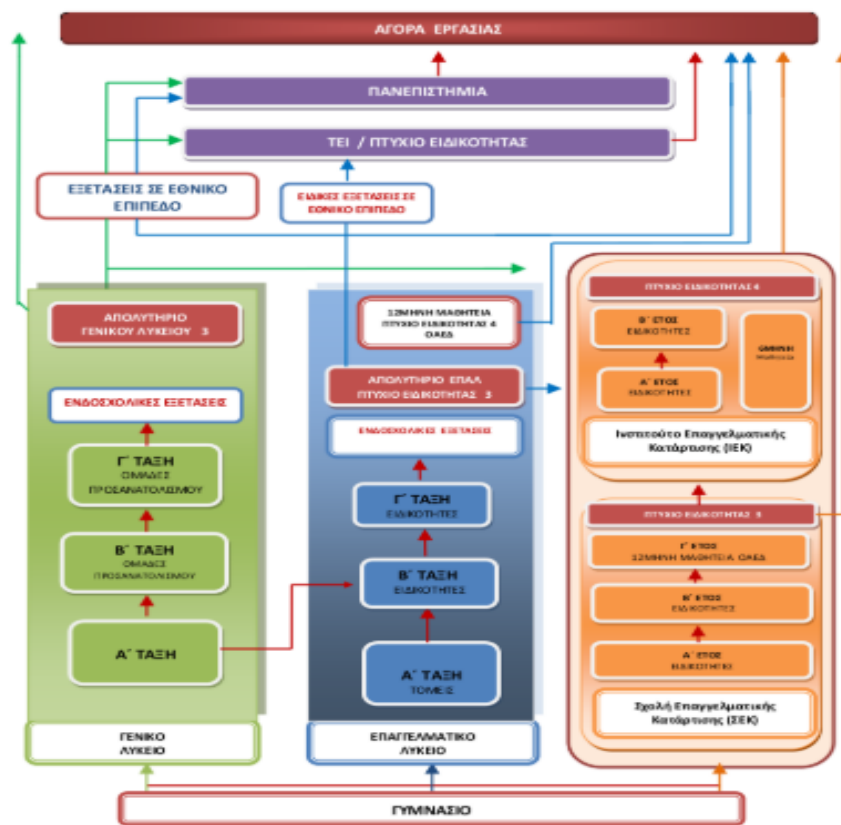 ΑΓΟΡΑ ΕΡΓΑΣΙΑΣ
ΠΑΝΕΠΙΣΤΗΜΙΑ
ΤΕΙ / ΠΤΥΧΙΟ ΕΙΔΙΚΟΤΗΤΑΣ
ΕΞΕΤΑΣΕΙΣ ΣΕ ΕΘΝΙΚΟ
ΕΠΙΠΕΔΟ
ΕΙΔΙΚΕΣ ΕΞΕΤΑΣΕΙΣ ΣΕ
ΕΘΝΙΚΟ ΕΠΙΠΕΔΟ
ΑΠΟΛΥΤΗΡΙΟ
ΓΕΝΙΚΟΥ ΛΥΚΕΙΟΥ 3
ΕΝΔΟΣΧΟΛΙΚΕΣ ΕΞΕΤΑΣΕΙΣ
Γ΄ ΤΑΞΗ
ΟΜΑΔΕΣ
ΠΡΟΣΑΝΑΤΟΛΙΣΜΟΥ
Β΄ ΤΑΞΗ
ΟΜΑΔΕΣ
ΠΡΟΣΑΝΑΤΟΛΙΣΜΟΥ
Α΄ ΤΑΞΗ
ΓΕΝΙΚΟ
ΛΥΚΕΙΟ
12ΜΗΝΗ ΜΑΘΗΤΕΙΑ
ΠΤΥΧΙΟ ΕΙΔΙΚΟΤΗΤΑΣ 4
ΟΑΕΔ
ΑΠΟΛΥΤΗΡΙΟ ΕΠΑΛ
ΠΤΥΧΙΟ ΕΙΔΙΚΟΤΗΤΑΣ 3
ΕΝΔΟΣΧΟΛΙΚΕΣ ΕΞΕΤΑΣΕΙΣ
Γ΄ ΤΑΞΗ
ΕΙΔΙΚΟΤΗΤΕΣ
Β΄ ΤΑΞΗ
ΕΙΔΙΚΟΤΗΤΕΣ
Α΄ ΤΑΞΗ
ΤΟΜΕΙΣ
ΕΠΑΓΓΕΛΜΑΤΙΚΟ
ΛΥΚΕΙΟ
ΠΤΥΧΙΟ ΕΙΔΙΚΟΤΗΤΑΣ 4
Β΄ ΕΤΟΣ
ΕΙΔΙΚΟΤΗΤΕΣ
6ΜΗΝΗ
Μαθητεία
Α΄ ΕΤΟΣ
ΕΙΔΙΚΟΤΗΤΕΣ
Ινστιτούτο Επαγγελματικής
Κατάρτισης (ΙΕΚ)
ΠΤΥΧΙΟ ΕΙΔΙΚΟΤΗΤΑΣ 3
Γ΄ ΕΤΟΣ
12ΜΗΝΗ ΜΑΘΗΤΕΙΑ ΟΑΕΔ
Β΄ ΕΤΟΣ
ΕΙΔΙΚΟΤΗΤΕΣ
Α΄ ΕΤΟΣ
ΕΙΔΙΚΟΤΗΤΕΣ
Σχολή Επαγγελματικής
Κατάρτισης (ΣΕΚ)
ΓΥΜΝΑΣΙΟ